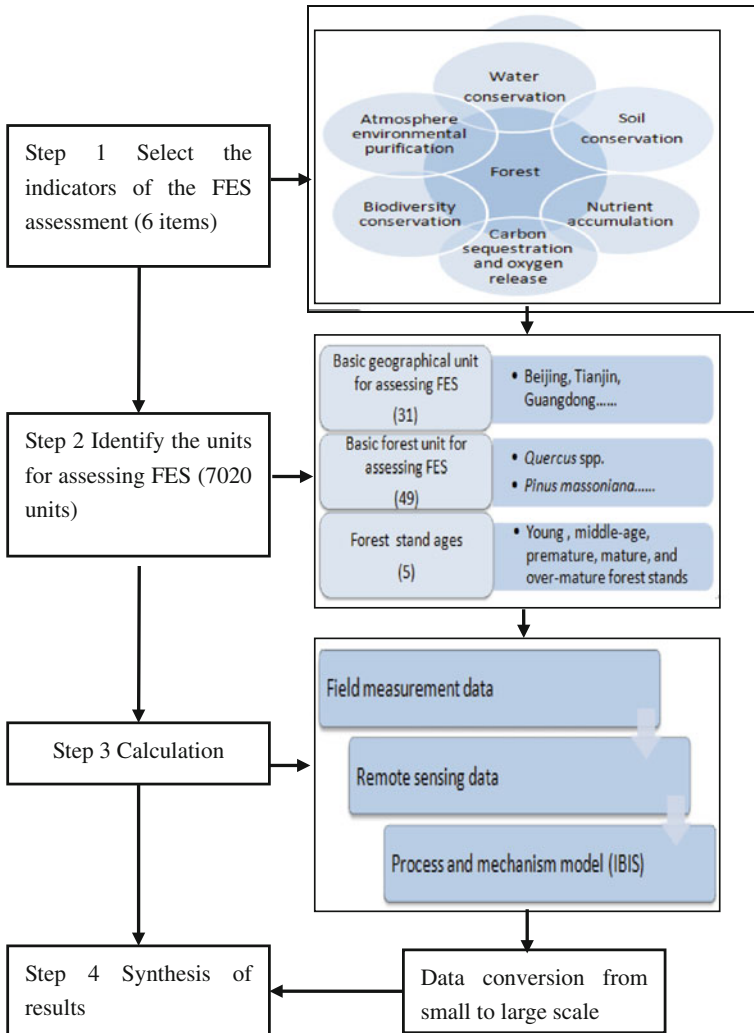 Step 1 Select the
indicators of the FES
assessment (6 items)
Water
conservation
Atmosphere
environmental
purification
Soil
conservation
Forest
Biodiversity
conservation
Nutrient
accumulation
Carbon
sequestration
and oxygen
release
Step 2 Identify the units
for assessing FES (7020
units)
Basic geographical unit
for assessing FES
(31)
• Beijing, Tianjin,
Guangdong......
Basic forest unit for
assessing FES
(49)
• Quercus spp.
• Pinus massoniana......
Forest stand ages
(5)
• Young , middle-age,
premature, mature, and
over-mature forest stands
Step 3 Calculation
Field measurement data
Remote sensing data
Process and mechanism model (IBIS)
Step 4 Synthesis of
results
Data conversion from
small to large scale